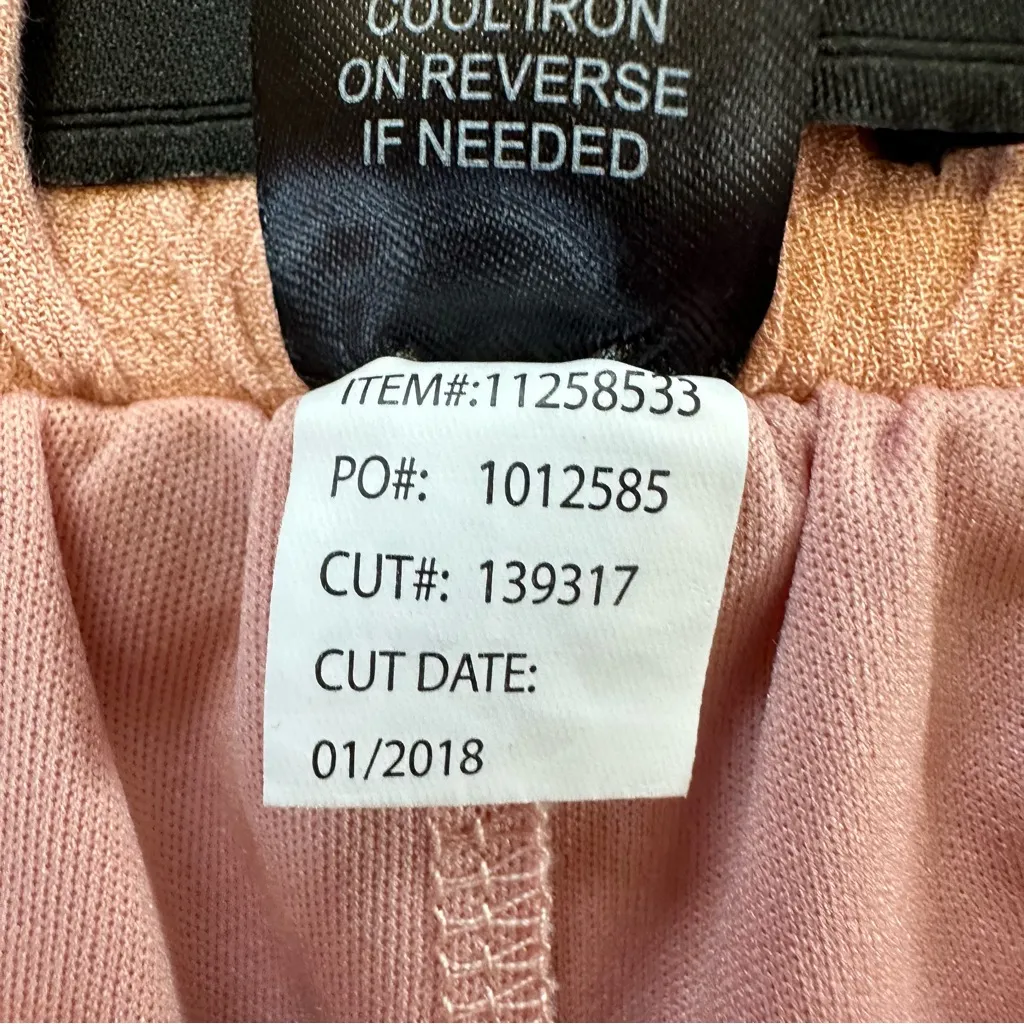 COOL IRON
ON REVERSE
IF NEEDED
ITEM#:11258533
PO#: 1012585
CUT#: 139317
CUT DATE:
01/2018